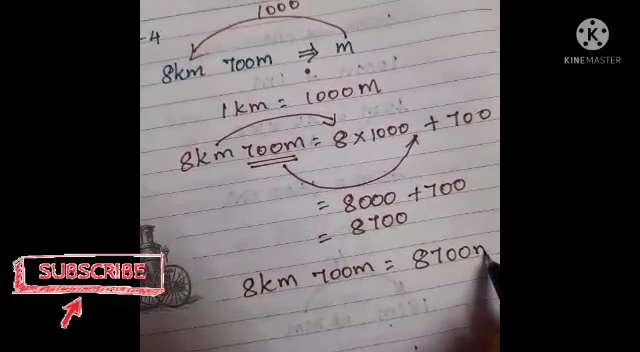 1000
-4
8km 700m ⇒ m
1km = 1000m
8km 700m = 8×1000 + 700
= 8000 + 700
= 8700
8km 700m = 8700m
K
KINEMASTER
SUBSCRIBE